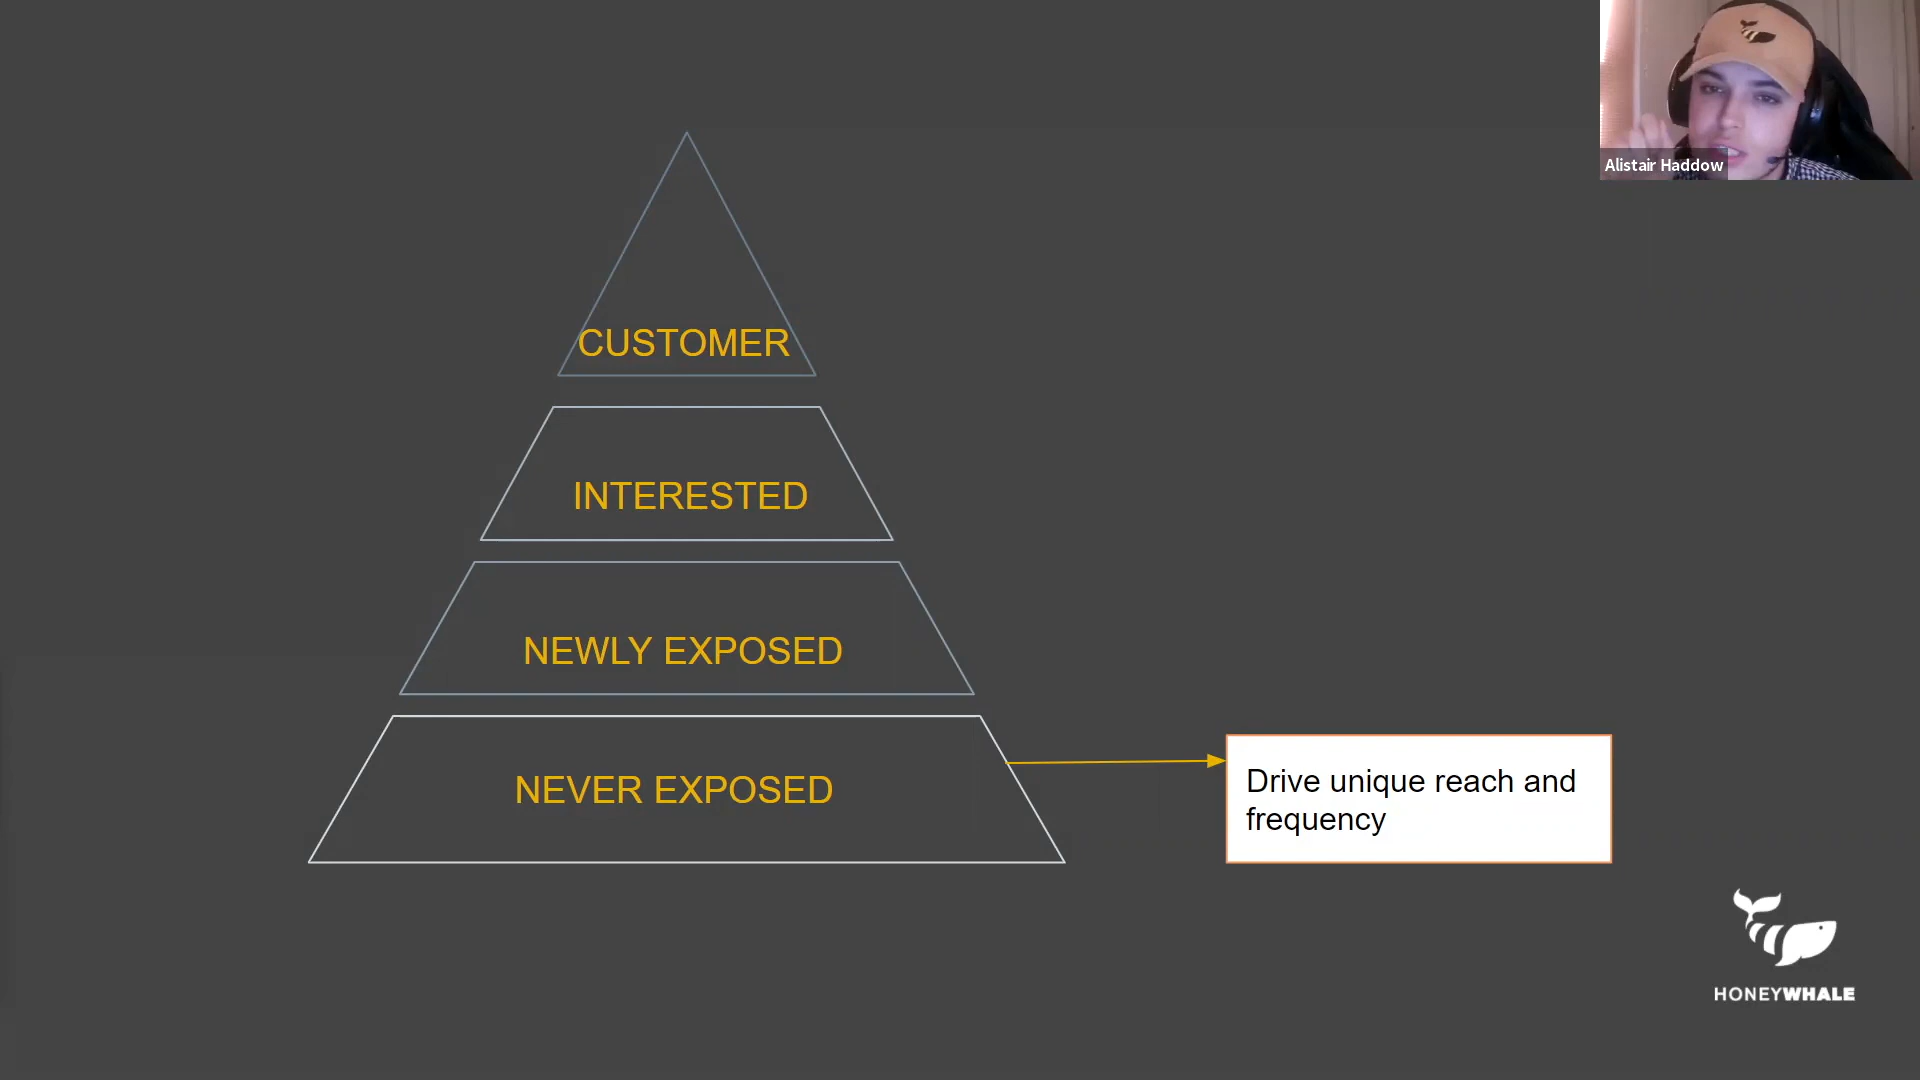 Alistair Haddow
CUSTOMER
INTERESTED
NEWLY EXPOSED
NEVER EXPOSED
Drive unique reach and
frequency
HONEYWHALE